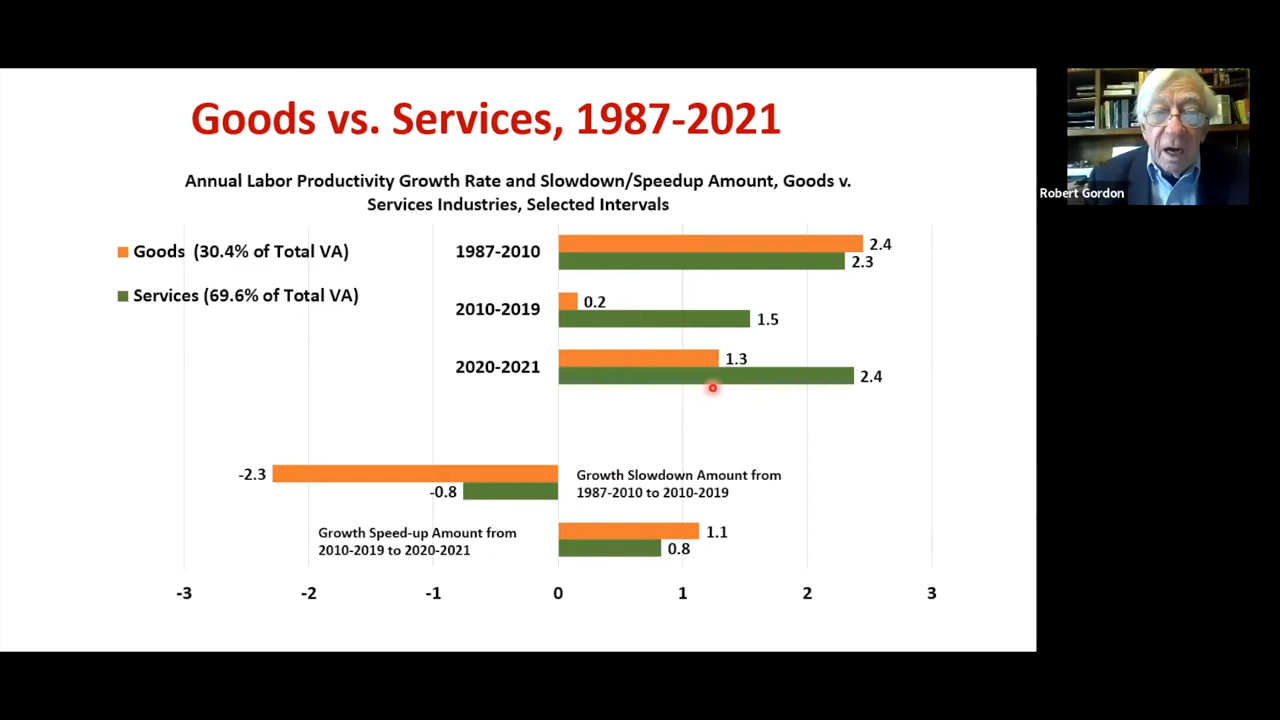 Goods vs. Services, 1987-2021
Annual Labor Productivity Growth Rate and Slowdown/Speedup Amount, Goods v.
Services Industries, Selected Intervals
Goods (30.4% of Total VA)
Services (69.6% of Total VA)
1987-2010
2.4
2.3
2010-2019
0.2
1.5
2020-2021
1.3
2.4
-2.3
-0.8
Growth Slowdown Amount from
1987-2010 to 2010-2019
Growth Speed-up Amount from
2010-2019 to 2020-2021
1.1
0.8
-3 -2 -1 0 1 2 3
Robert Gordon